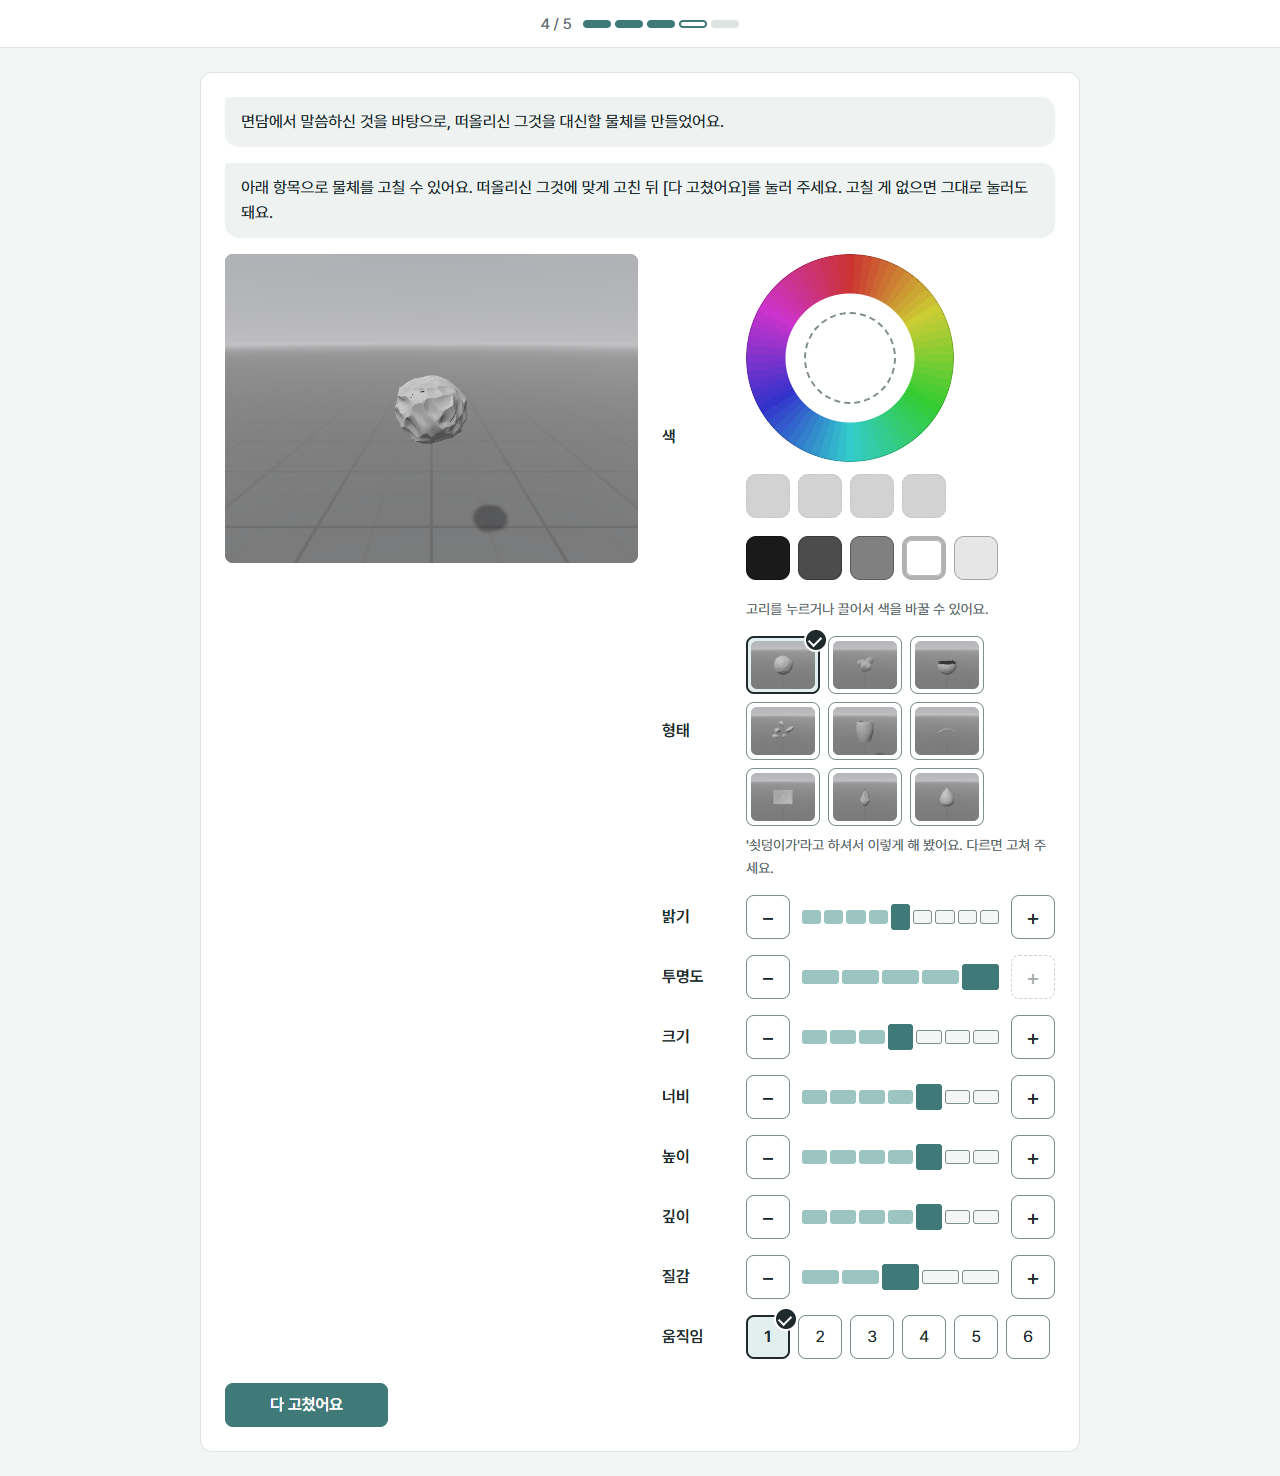 4 / 5
면담에서 말씀하신 것을 바탕으로, 떠올리신 그것을 대신할 물체를 만들었어요.
아래 항목으로 물체를 고칠 수 있어요. 떠올리신 그것에 맞게 고친 뒤 [다 고쳤어요]를 눌러 주세요. 고칠 게 없으면 그대로 눌러도
돼요.
색
고리를 누르거나 끌어서 색을 바꿀 수 있어요.
형태
'쇳덩이가'라고 하셔서 이렇게 해 봤어요. 다르면 고쳐 주
세요.
밝기
− +
투명도
− +
크기
− +
너비
− +
높이
− +
깊이
− +
질감
− +
움직임
1 2 3 4 5 6
다 고쳤어요